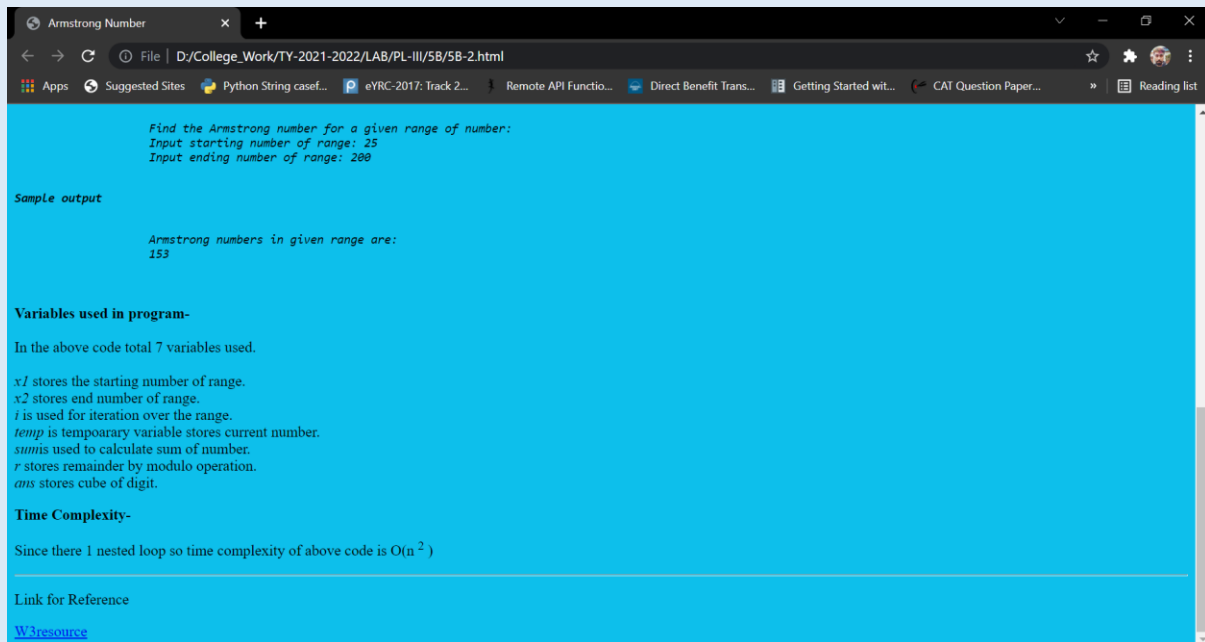 Armstrong Number
File | D:/College_Work/TY-2021-2022/LAB/PL-III/5B/5B-2.html
Apps Suggested Sites Python String casef... eYRC-2017: Track 2... Remote API Functio... Direct Benefit Trans... Getting Started wit... CAT Question Paper... » Reading list
Find the Armstrong number for a given range of number:
Input starting number of range: 25
Input ending number of range: 200
Sample output
Armstrong numbers in given range are:
153
Variables used in program-
In the above code total 7 variables used.
x1 stores the starting number of range.
x2 stores end number of range.
i is used for iteration over the range.
temp is tempoarary variable stores current number.
sumis used to calculate sum of number.
r stores remainder by modulo operation.
ans stores cube of digit.
Time Complexity-
Since there 1 nested loop so time complexity of above code is O(n 2 )
Link for Reference
W3resource